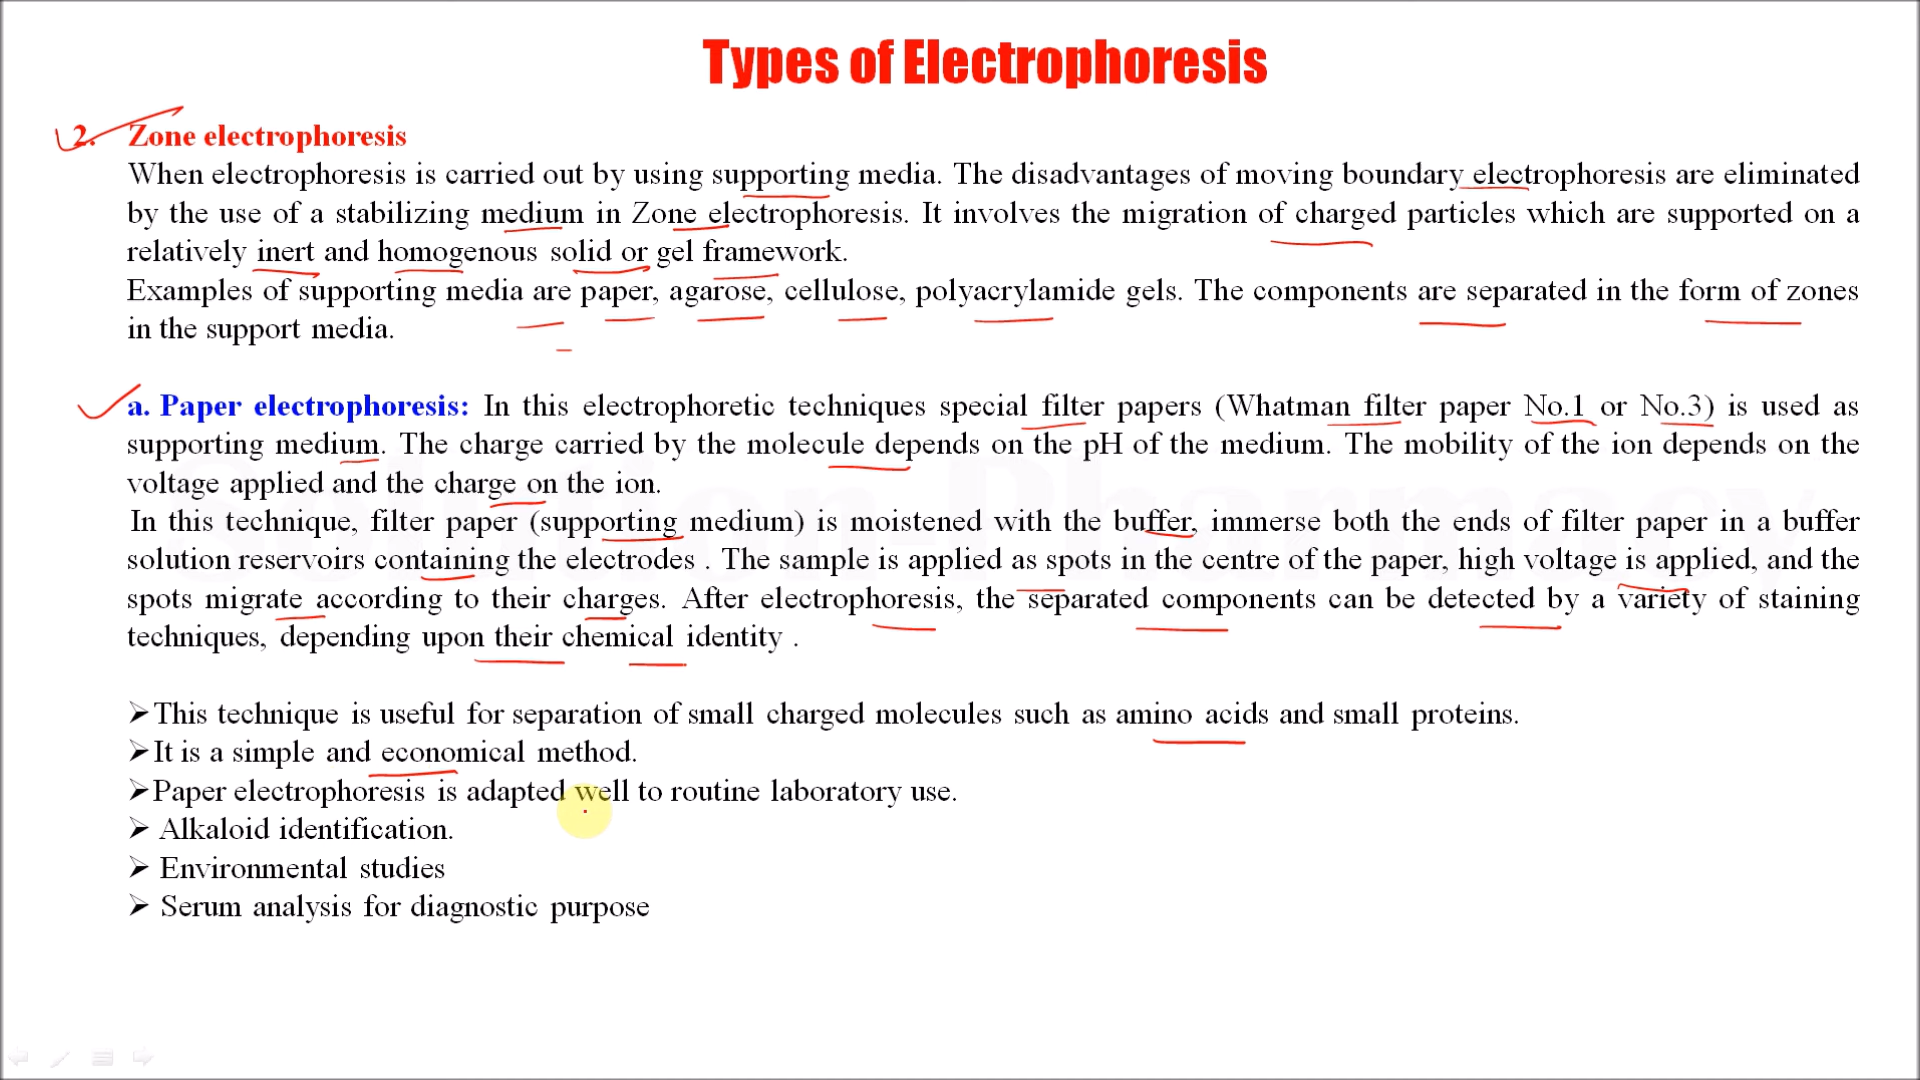 Types of Electrophoresis
2. Zone electrophoresis
When electrophoresis is carried out by using supporting media. The disadvantages of moving boundary electrophoresis are eliminated
by the use of a stabilizing medium in Zone electrophoresis. It involves the migration of charged particles which are supported on a
relatively inert and homogenous solid or gel framework.
Examples of supporting media are paper, agarose, cellulose, polyacrylamide gels. The components are separated in the form of zones
in the support media.
a. Paper electrophoresis: In this electrophoretic techniques special filter papers (Whatman filter paper No.1 or No.3) is used as
supporting medium. The charge carried by the molecule depends on the pH of the medium. The mobility of the ion depends on the
voltage applied and the charge on the ion.
In this technique, filter paper (supporting medium) is moistened with the buffer, immerse both the ends of filter paper in a buffer
solution reservoirs containing the electrodes . The sample is applied as spots in the centre of the paper, high voltage is applied, and the
spots migrate according to their charges. After electrophoresis, the separated components can be detected by a variety of staining
techniques, depending upon their chemical identity .
➢This technique is useful for separation of small charged molecules such as amino acids and small proteins.
➢It is a simple and economical method.
➢Paper electrophoresis is adapted well to routine laboratory use.
➢ Alkaloid identification.
➢ Environmental studies
➢ Serum analysis for diagnostic purpose